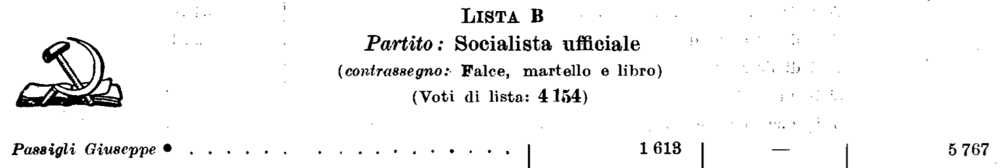 LISTA B
Partito: Socialista ufficiale
(contrassegno: Falce, martello e libro)
(Voti di lista: 4 154)
Passigli Giuseppe ● . . . . . . . . . . . . . . . . . . . 1 613 — 5 767